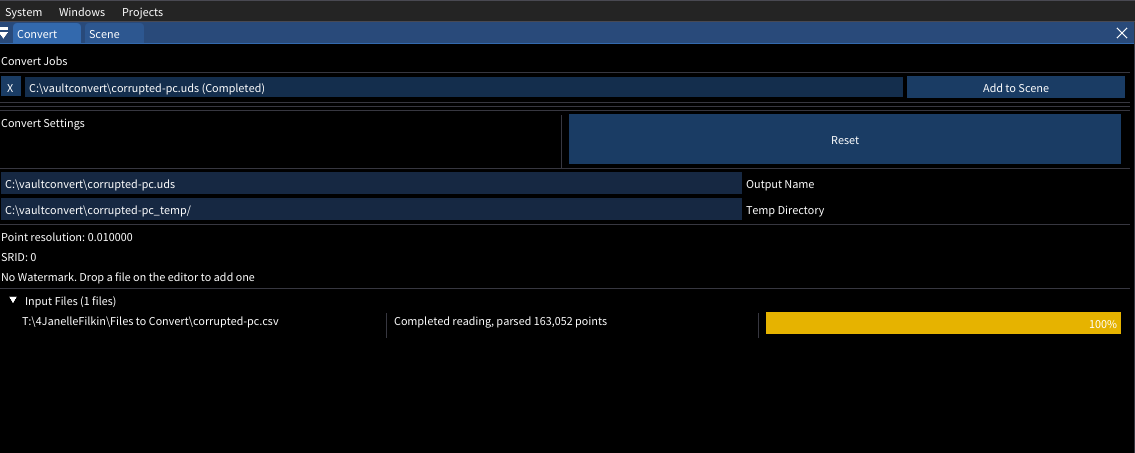 System Windows Projects
Convert Scene
Convert Jobs
X C:\vaultconvert\corrupted-pc.uds (Completed) Add to Scene
Convert Settings
Reset
C:\vaultconvert\corrupted-pc.uds Output Name
C:\vaultconvert\corrupted-pc_temp/ Temp Directory
Point resolution: 0.010000
SRID: 0
No Watermark. Drop a file on the editor to add one
Input Files (1 files)
T:\4JanelleFilkin\Files to Convert\corrupted-pc.csv Completed reading, parsed 163,052 points 100%